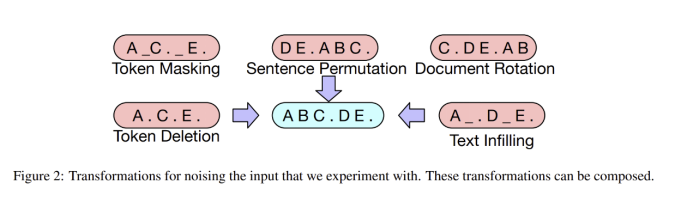 A _ C . _ E .
Token Masking
D E . A B C .
Sentence Permutation
C . D E . A B
Document Rotation
A . C . E .
Token Deletion
A B C . D E .
A _ . D _ E .
Text Infilling
Figure 2: Transformations for noising the input that we experiment with. These transformations can be composed.